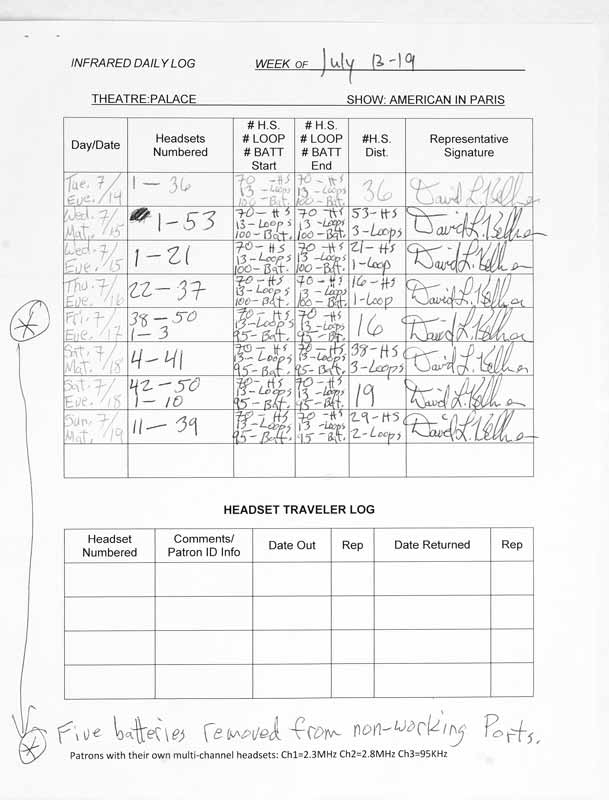 INFRARED DAILY LOG WEEK OF July 13-19
THEATRE:PALACE SHOW: AMERICAN IN PARIS
Day/Date Headsets Numbered # H.S. # LOOP # BATT Start # H.S. # LOOP # BATT End #H.S. Dist. Representative Signature
Tue. 7/14 Eve. 1 – 36 70 – HS 13 – Loops 100 – Bat. 70 – HS 13 – Loops 100 – Bat. 36 David L. Kelher
Wed. 7/15 Mat. 1 – 53 70 – HS 13 – Loops 100 – Bat. 70 – HS 13 – Loops 100 – Bat. 53 – HS 3 – Loops David L. Kelher
Wed. 7/15 Eve. 1 – 21 70 – HS 13 – Loops 100 – Bat. 70 – HS 13 – Loops 100 – Bat. 21 – HS 1 – Loop David L. Kelher
Thu. 7/16 Eve. 22 – 37 70 – HS 13 – Loops 100 – Bat. 70 – HS 13 – Loops 100 – Bat. 16 – HS 1 – Loop David L. Kelher
Fri. 7/17 Eve. 38 – 50 1 – 3 70 – HS 13 – Loops 95 – Bat. 70 – HS 13 – Loops 95 – Bt. 16 David L. Kelher
Sat. 7/18 Mat. 4 – 41 70 – HS 13 – Loops 95 – Bat. 70 – HS 13 – Loops 95 – Bat. 38 – HS 3 – Loops David L. Kelher
Sat. 7/18 Eve. 42 – 50 1 – 10 70 – HS 13 – Loops 95 – Bat. 70 – HS 13 – Loops 95 – Bat. 19 David L. Kelher
Sun. 7/19 Mat. 11 – 39 70 – HS 13 – Loops 95 – Batt. 70 – HS 13 – Loops 95 – Bat. 29 – HS 2 – Loops David L. Kelher
HEADSET TRAVELER LOG
Headset Numbered Comments/ Patron ID Info Date Out Rep Date Returned Rep
Five batteries removed from non-working Ports.
Patrons with their own multi-channel headsets: Ch1=2.3MHz Ch2=2.8MHz Ch3=95KHz